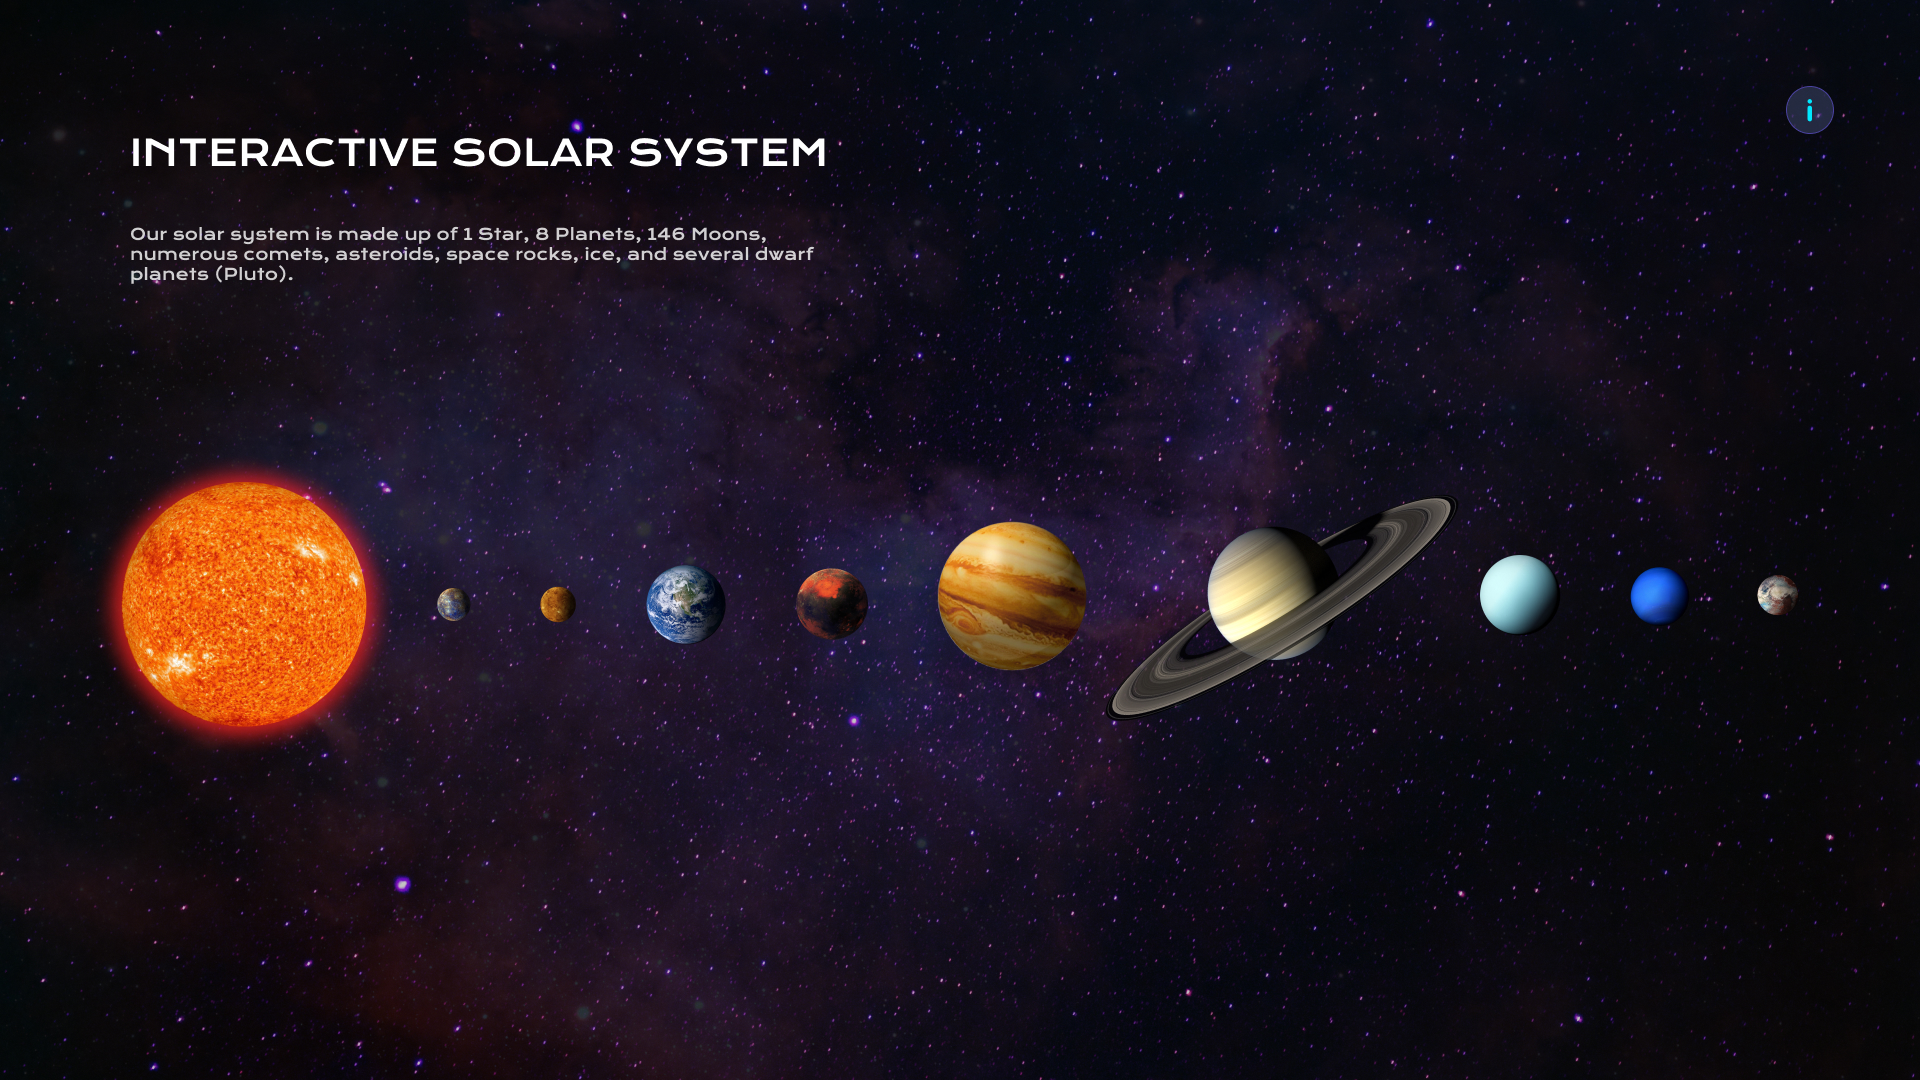 INTERACTIVE SOLAR SYSTEM
Our solar system is made up of 1 Star, 8 Planets, 146 Moons,
numerous comets, asteroids, space rocks, ice, and several dwarf
planets (Pluto).
i